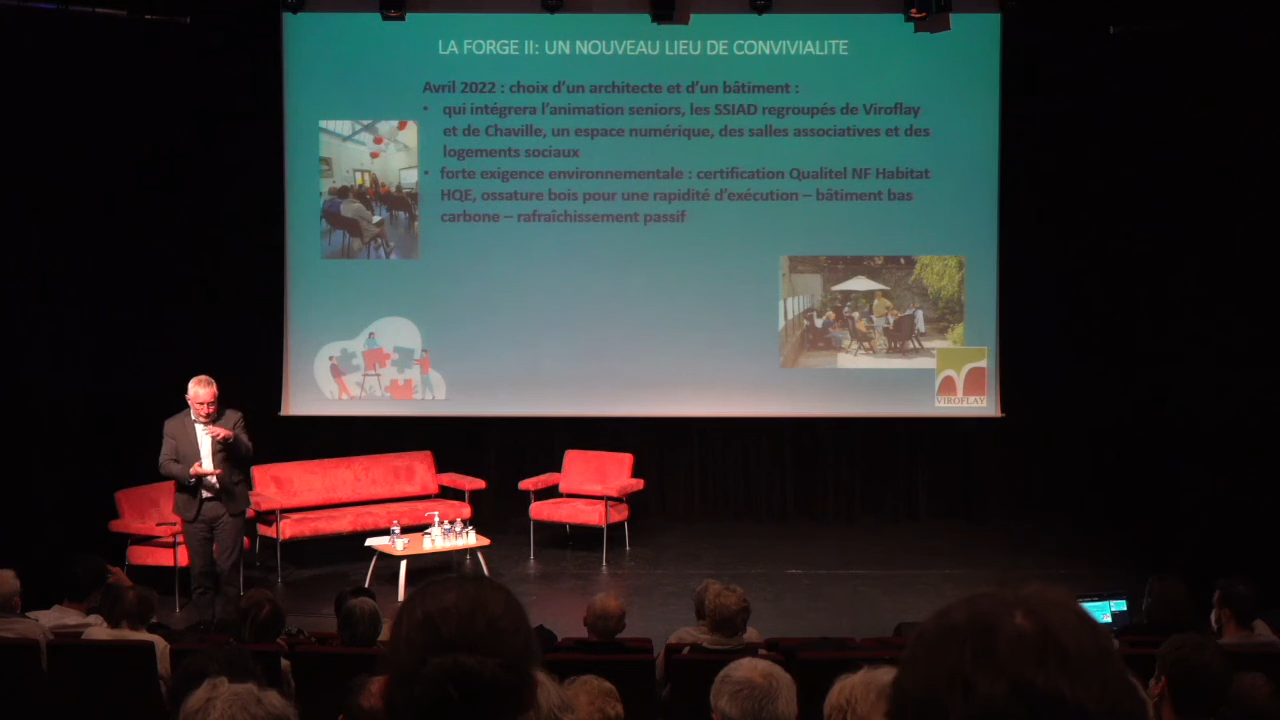 LA FORGE II: UN NOUVEAU LIEU DE CONVIVIALITE
Avril 2022 : choix d'un architecte et d'un bâtiment :
• qui intégrera l'animation seniors, les SSIAD regroupés de Viroflay
et de Chaville, un espace numérique, des salles associatives et des
logements sociaux
• forte exigence environnementale : certification Qualitel NF Habitat
HQE, ossature bois pour une rapidité d'exécution – bâtiment bas
carbone – rafraîchissement passif
VIROFLAY